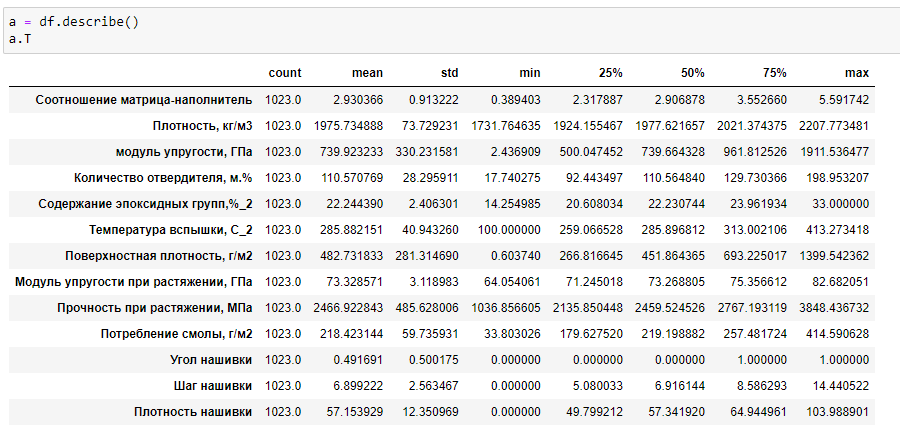 a = df.describe()
a.T
count mean std min 25% 50% 75% max
Соотношение матрица-наполнитель 1023.0 2.930366 0.913222 0.389403 2.317887 2.906878 3.552660 5.591742
Плотность, кг/м3 1023.0 1975.734888 73.729231 1731.764635 1924.155467 1977.621657 2021.374375 2207.773481
модуль упругости, ГПа 1023.0 739.923233 330.231581 2.436909 500.047452 739.664328 961.812526 1911.536477
Количество отвердителя, м.% 1023.0 110.570769 28.295911 17.740275 92.443497 110.564840 129.730366 198.953207
Содержание эпоксидных групп,%_2 1023.0 22.244390 2.406301 14.254985 20.608034 22.230744 23.961934 33.000000
Температура вспышки, С_2 1023.0 285.882151 40.943260 100.000000 259.066528 285.896812 313.002106 413.273418
Поверхностная плотность, г/м2 1023.0 482.731833 281.314690 0.603740 266.816645 451.864365 693.225017 1399.542362
Модуль упругости при растяжении, ГПа 1023.0 73.328571 3.118983 64.054061 71.245018 73.268805 75.356612 82.682051
Прочность при растяжении, МПа 1023.0 2466.922843 485.628006 1036.856605 2135.850448 2459.524526 2767.193119 3848.436732
Потребление смолы, г/м2 1023.0 218.423144 59.735931 33.803026 179.627520 219.198882 257.481724 414.590628
Угол нашивки 1023.0 0.491691 0.500175 0.000000 0.000000 0.000000 1.000000 1.000000
Шаг нашивки 1023.0 6.899222 2.563467 0.000000 5.080033 6.916144 8.586293 14.440522
Плотность нашивки 1023.0 57.153929 12.350969 0.000000 49.799212 57.341920 64.944961 103.988901